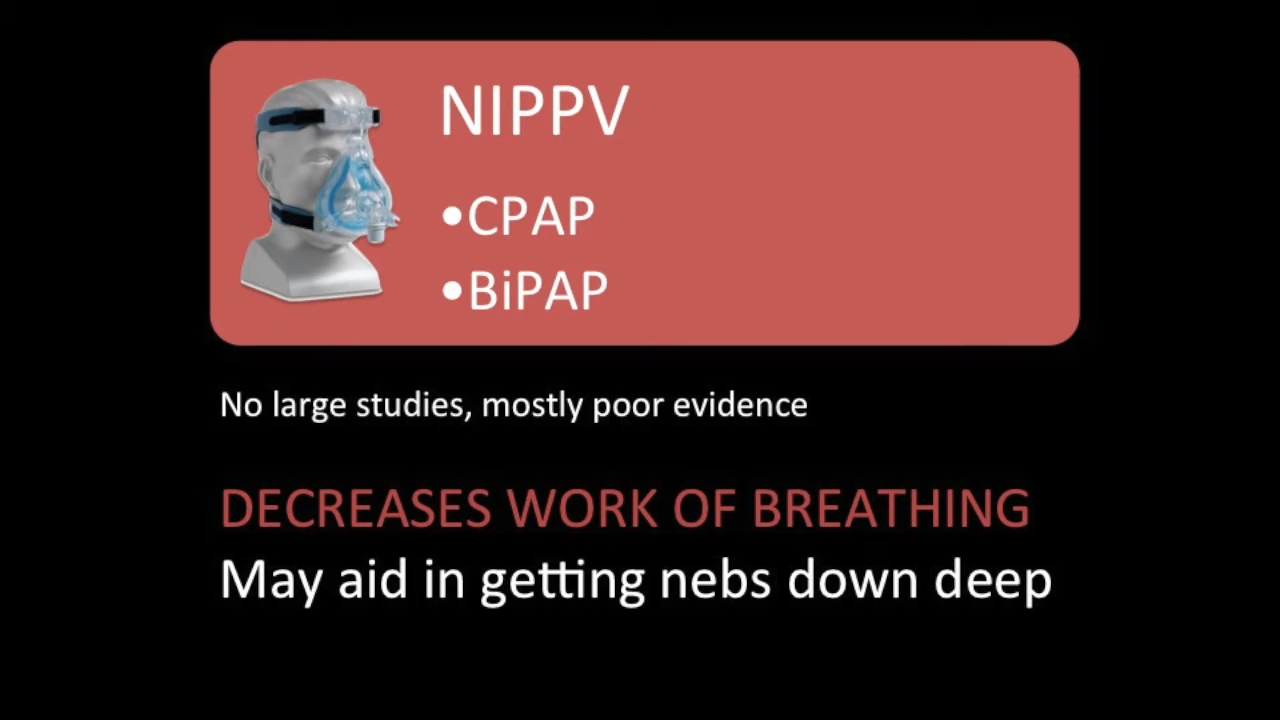 NIPPV
•CPAP
•BiPAP
No large studies, mostly poor evidence
DECREASES WORK OF BREATHING
May aid in getting nebs down deep